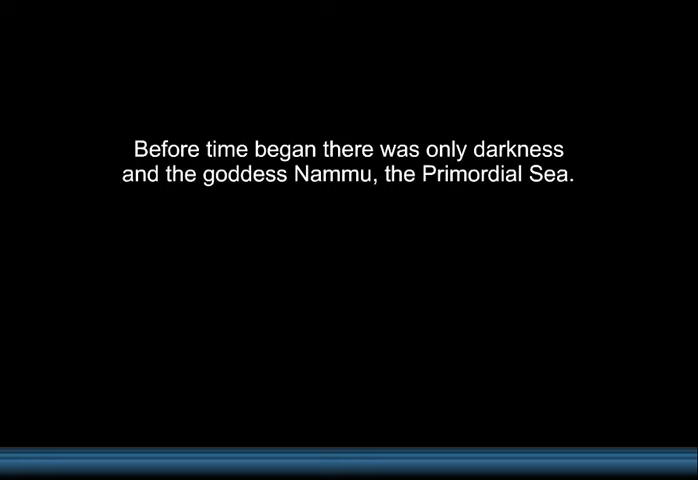 Before time began there was only darkness
and the goddess Nammu, the Primordial Sea.